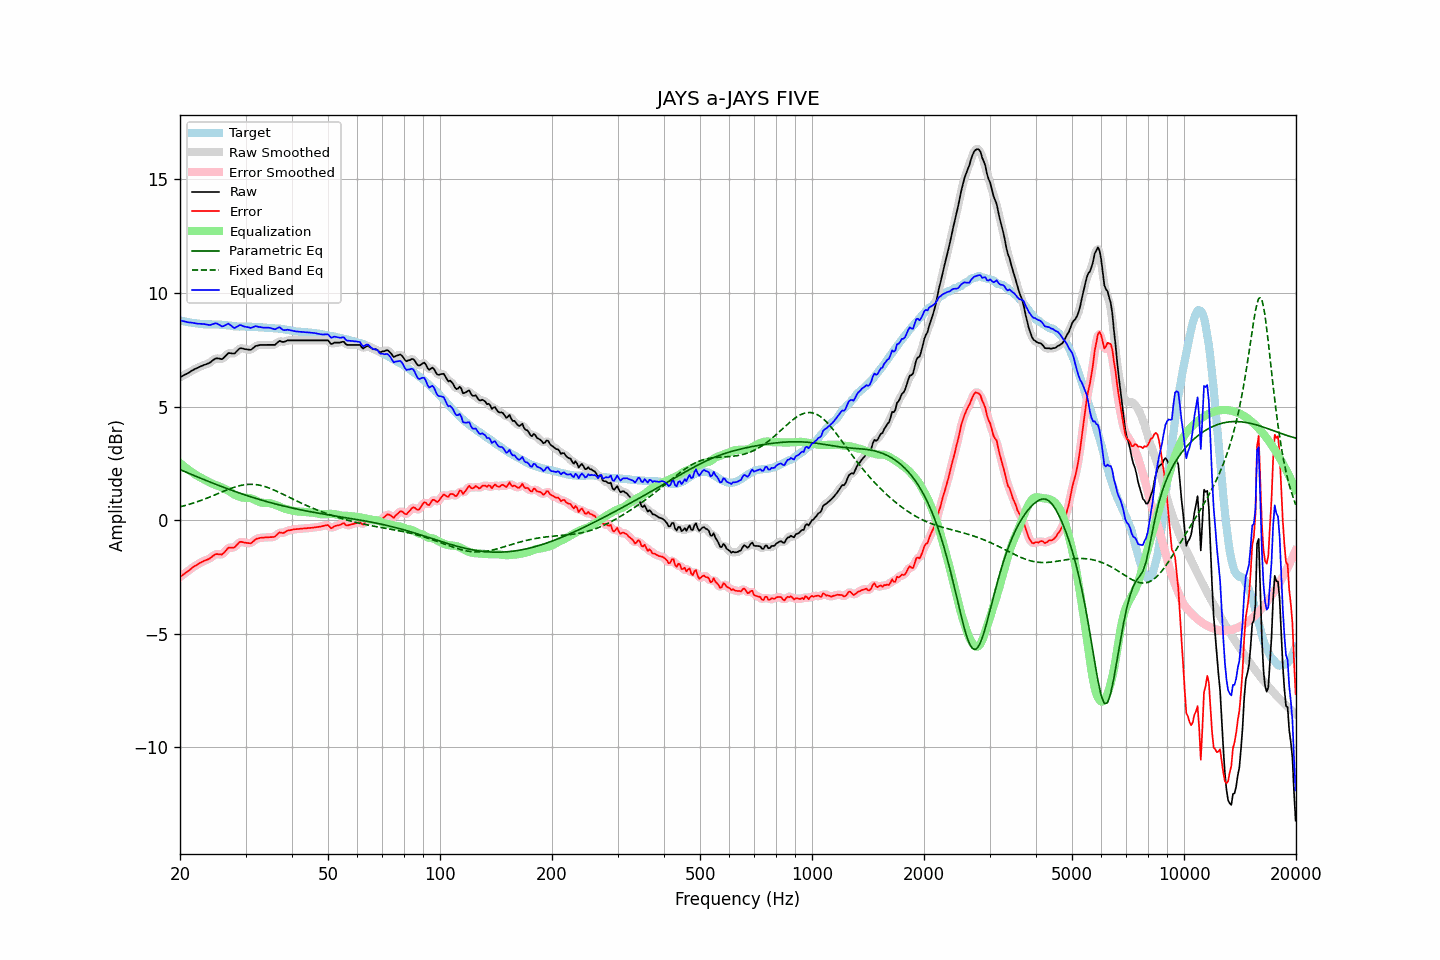 JAYS a-JAYS FIVE
Target
Raw Smoothed
Error Smoothed
Raw
Error
Equalization
Parametric Eq
Fixed Band Eq
Equalized
15
10
5
0
−5
−10
Amplitude (dBr)
20 50 100 200 500 1000 2000 5000 10000 20000
Frequency (Hz)